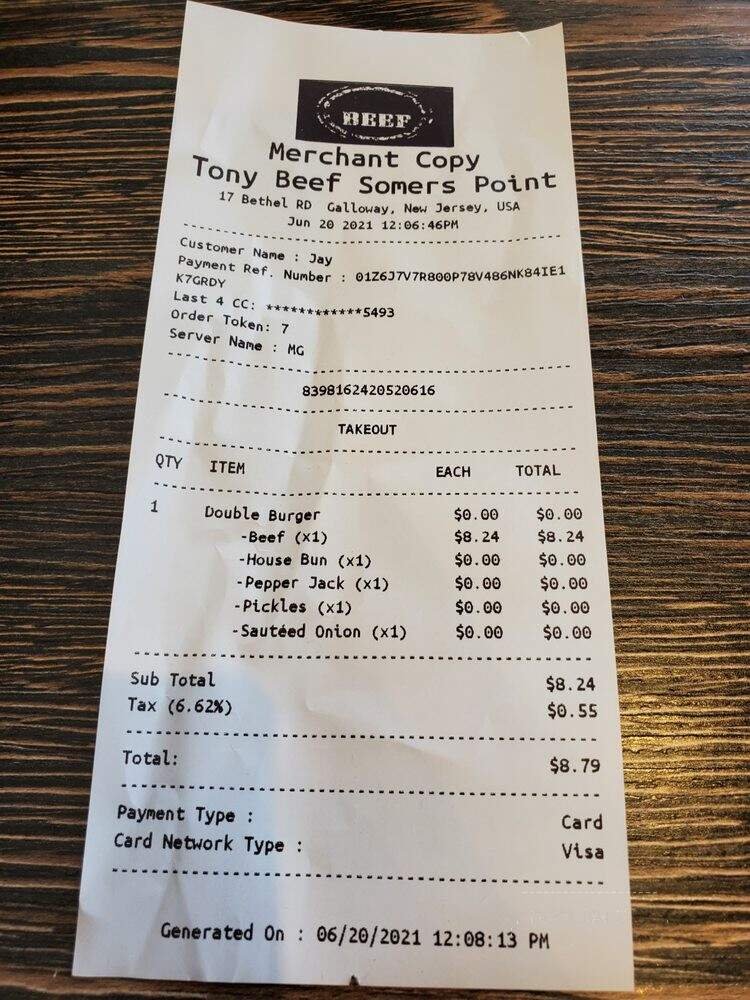 BEEF
Merchant Copy
Tony Beef Somers Point
17 Bethel RD Galloway, New Jersey, USA
Jun 20 2021 12:06:46PM
Customer Name : Jay
Payment Ref. Number : 01Z6J7V7R800P78V486NK84IE1
K7GRDY
Last 4 CC: ************5493
Order Token: 7
Server Name : MG
8398162420520616
TAKEOUT
QTY ITEM EACH TOTAL
1 Double Burger $0.00 $0.00
-Beef (x1) $8.24 $8.24
-House Bun (x1) $0.00 $0.00
-Pepper Jack (x1) $0.00 $0.00
-Pickles (x1) $0.00 $0.00
-Sautéed Onion (x1) $0.00 $0.00
Sub Total $8.24
Tax (6.62%) $0.55
Total: $8.79
Payment Type : Card
Card Network Type : Visa
Generated On : 06/20/2021 12:08:13 PM